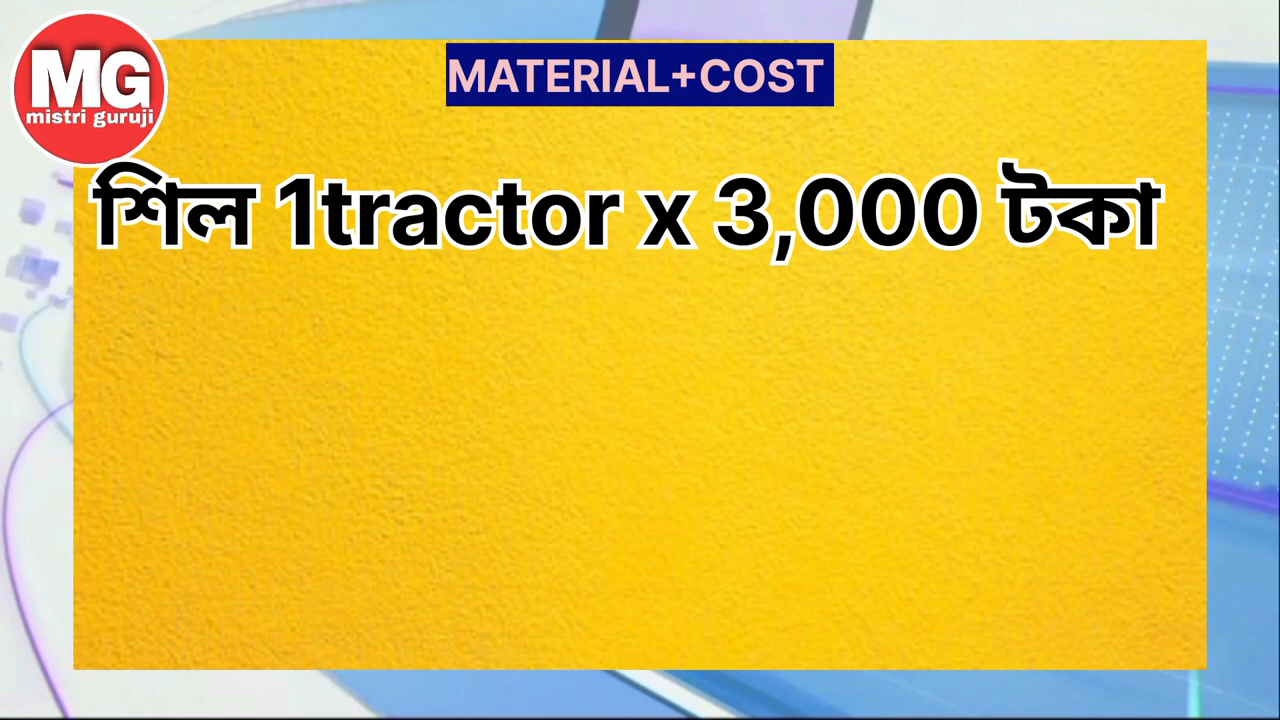 MG
mistri guruji
MATERIAL+COST
শিল 1tractor x 3,000 টকা